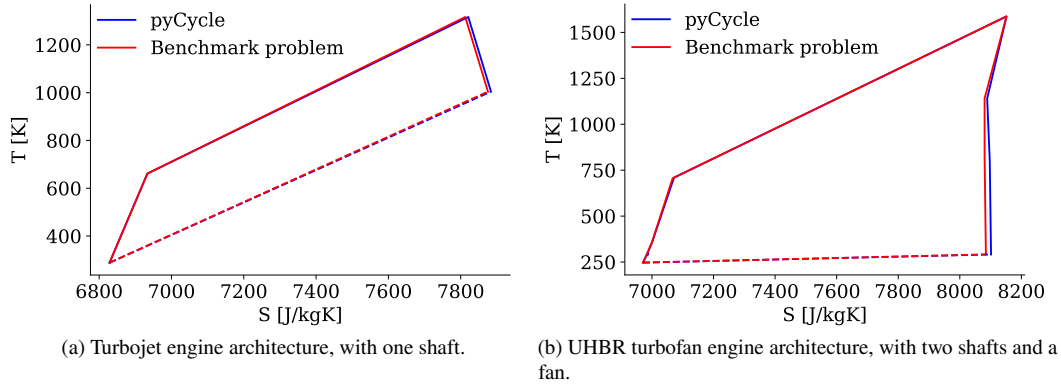 pyCycle
Benchmark problem
1200
1000
800
600
400
T [K]
6800 7000 7200 7400 7600 7800
S [J/kgK]
(a) Turbojet engine architecture, with one shaft.
pyCycle
Benchmark problem
1500
1250
1000
750
500
250
T [K]
7000 7200 7400 7600 7800 8000 8200
S [J/kgK]
(b) UHBR turbofan engine architecture, with two shafts and a
fan.